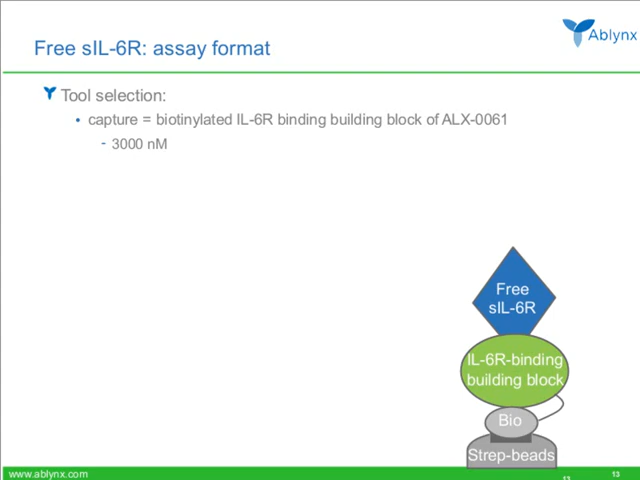 Ablynx
Free sIL-6R: assay format
Tool selection:
• capture = biotinylated IL-6R binding building block of ALX-0061
- 3000 nM
Free
sIL-6R
IL-6R-binding
building block
Bio
Strep-beads
www.ablynx.com
13
13